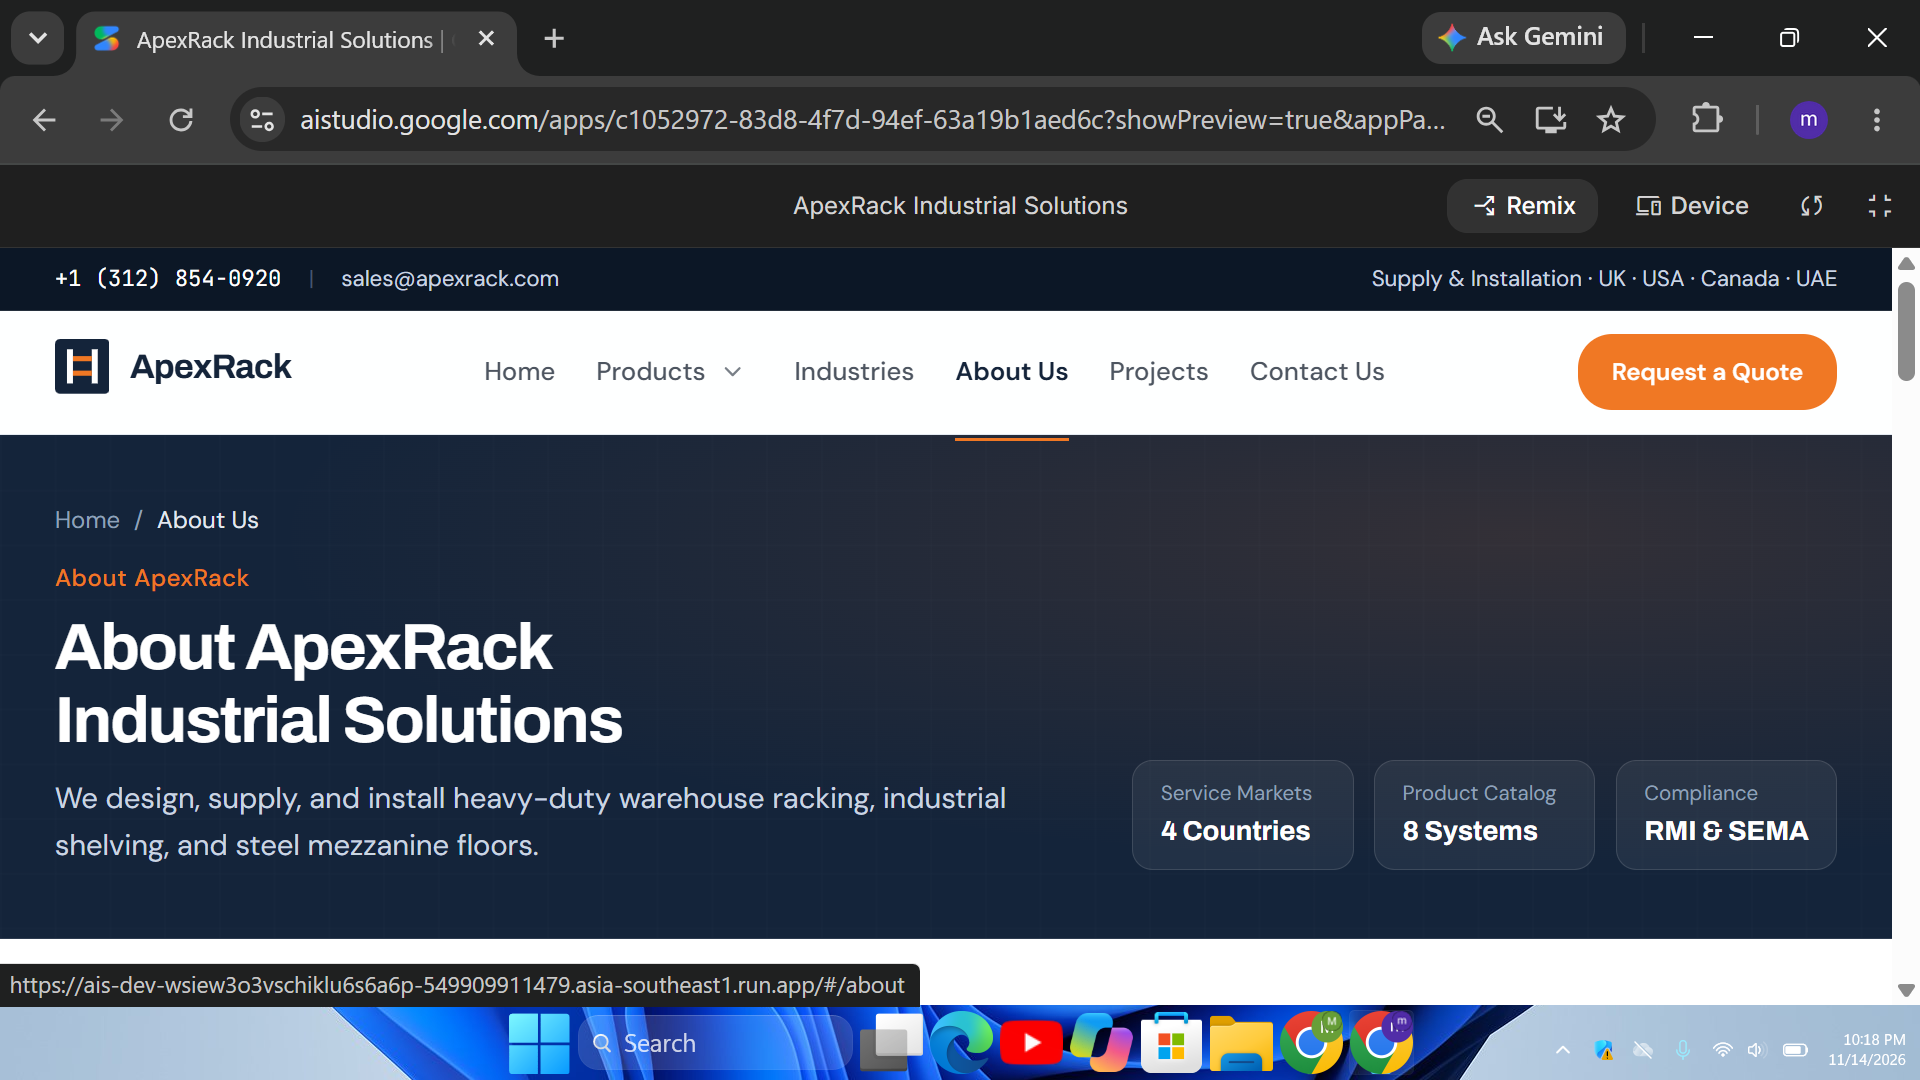 ApexRack Industrial Solutions |
Ask Gemini
aistudio.google.com/apps/c1052972-83d8-4f7d-94ef-63a19b1aed6c?showPreview=true&appPa...
m
ApexRack Industrial Solutions
Remix
Device
+1 (312) 854-0920 | sales@apexrack.com
Supply & Installation · UK · USA · Canada · UAE
ApexRack
Home
Products
Industries
About Us
Projects
Contact Us
Request a Quote
Home / About Us
About ApexRack
About ApexRack
Industrial Solutions
We design, supply, and install heavy-duty warehouse racking, industrial
shelving, and steel mezzanine floors.
Service Markets
4 Countries
Product Catalog
8 Systems
Compliance
RMI & SEMA
https://ais-dev-wsiew3o3vschiklu6s6a6p-549909911479.asia-southeast1.run.app/#/about
Search
M
m
10:18 PM
11/14/2026